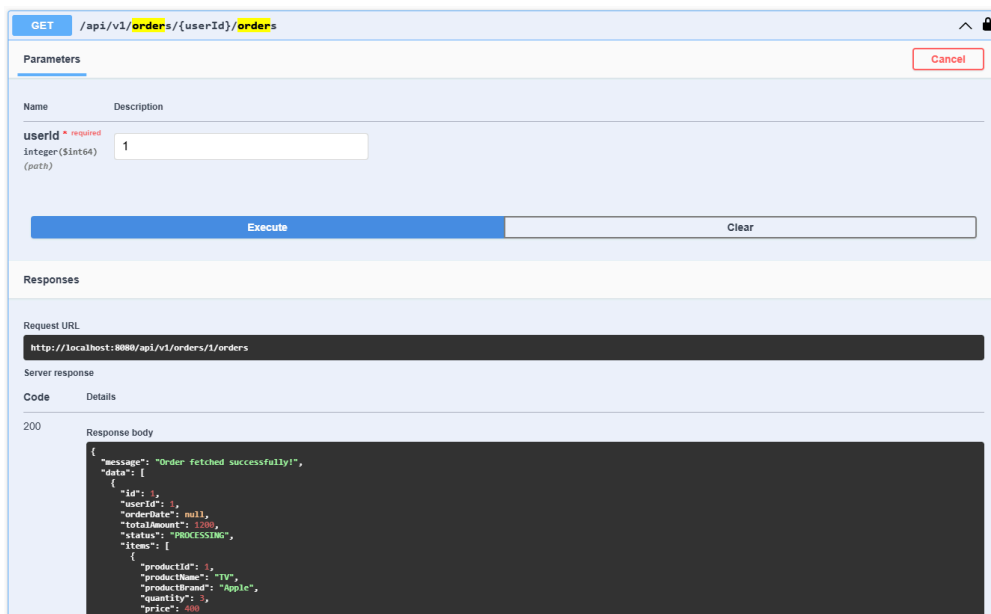 GET /api/v1/orders/{userId}/orders
Parameters
Cancel
Name Description
userId * required
integer($int64)
(path)
1
Execute Clear
Responses
Request URL
http://localhost:8080/api/v1/orders/1/orders
Server response
Code Details
200
Response body
{
"message": "Order fetched successfully!",
"data": [
{
"id": 1,
"userId": 1,
"orderDate": null,
"totalAmount": 1200,
"status": "PROCESSING",
"items": [
{
"productId": 1,
"productName": "TV",
"productBrand": "Apple",
"quantity": 3,
"price": 400